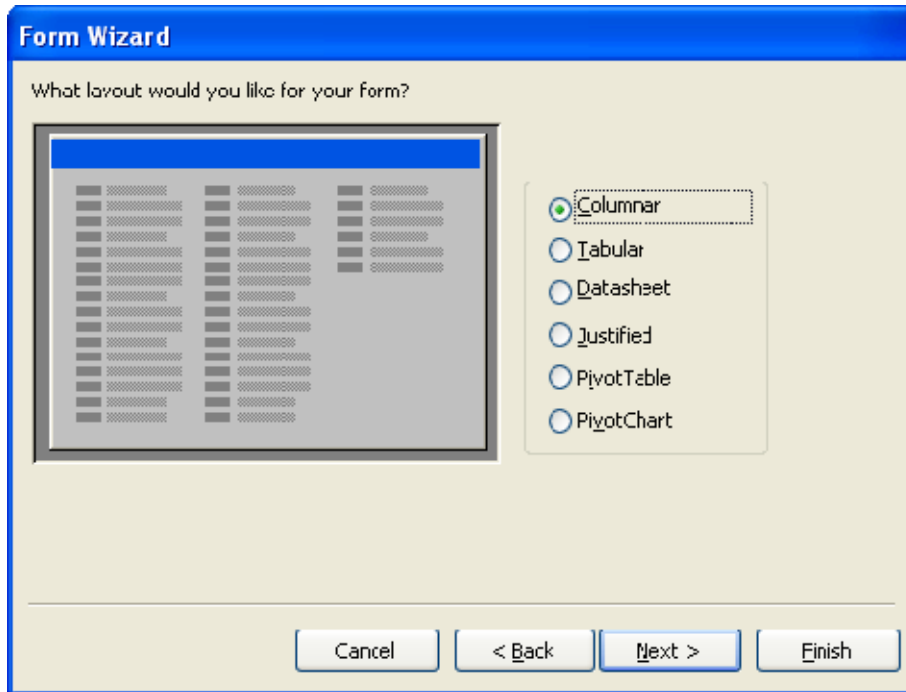 Form Wizard
What layout would you like for your form?
Columnar
Tabular
Datasheet
Justified
PivotTable
PivotChart
Cancel
< Back
Next >
Finish